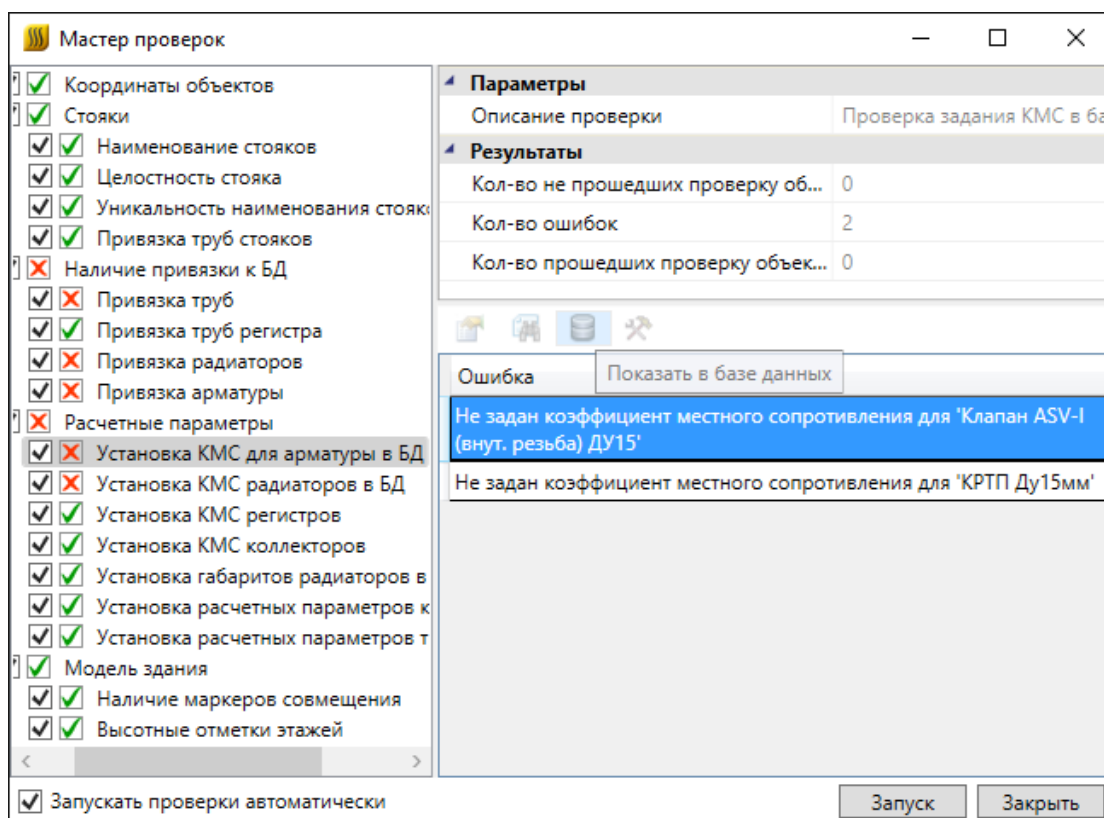 Мастер проверок
Координаты объектов
Стояки
Наименование стояков
Целостность стояка
Уникальность наименования стояко
Привязка труб стояков
Наличие привязки к БД
Привязка труб
Привязка труб регистра
Привязка радиаторов
Привязка арматуры
Расчетные параметры
Установка КМС для арматуры в БД
Установка КМС радиаторов в БД
Установка КМС регистров
Установка КМС коллекторов
Установка габаритов радиаторов в
Установка расчетных параметров к
Установка расчетных параметров т
Модель здания
Наличие маркеров совмещения
Высотные отметки этажей
Запускать проверки автоматически
Параметры
Описание проверки Проверка задания КМС в ба
Результаты
Кол-во не прошедших проверку об... 0
Кол-во ошибок 2
Кол-во прошедших проверку объек... 0
Показать в базе данных
Ошибка
Не задан коэффициент местного сопротивления для 'Клапан ASV-I
(внут. резьба) ДУ15'
Не задан коэффициент местного сопротивления для 'КРТП Ду15мм'
Запуск Закрыть